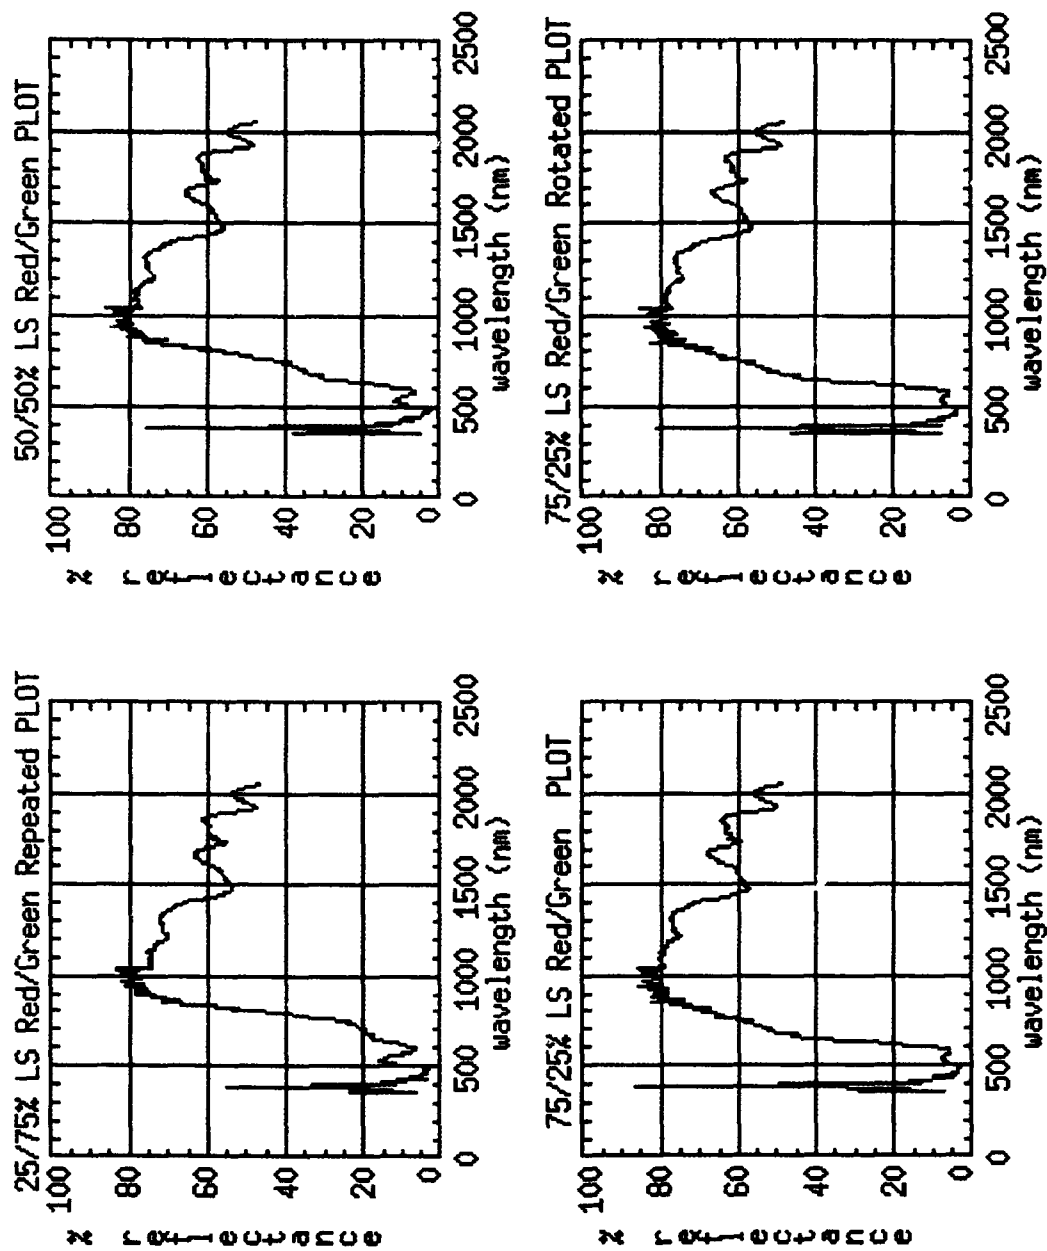 25/75% LS Red/Green Repeated PLOT
100
80
60
40
20
0
% reflectance
0 500 1000 1500 2000 2500
wavelength (nm)
50/50% LS Red/Green PLOT
100
80
60
40
20
0
% reflectance
0 500 1000 1500 2000 2500
wavelength (nm)
75/25% LS Red/Green PLOT
100
80
60
40
20
0
% reflectance
0 500 1000 1500 2000 2500
wavelength (nm)
75/25% LS Red/Green Rotated PLOT
100
80
60
40
20
0
% reflectance
0 500 1000 1500 2000 2500
wavelength (nm)